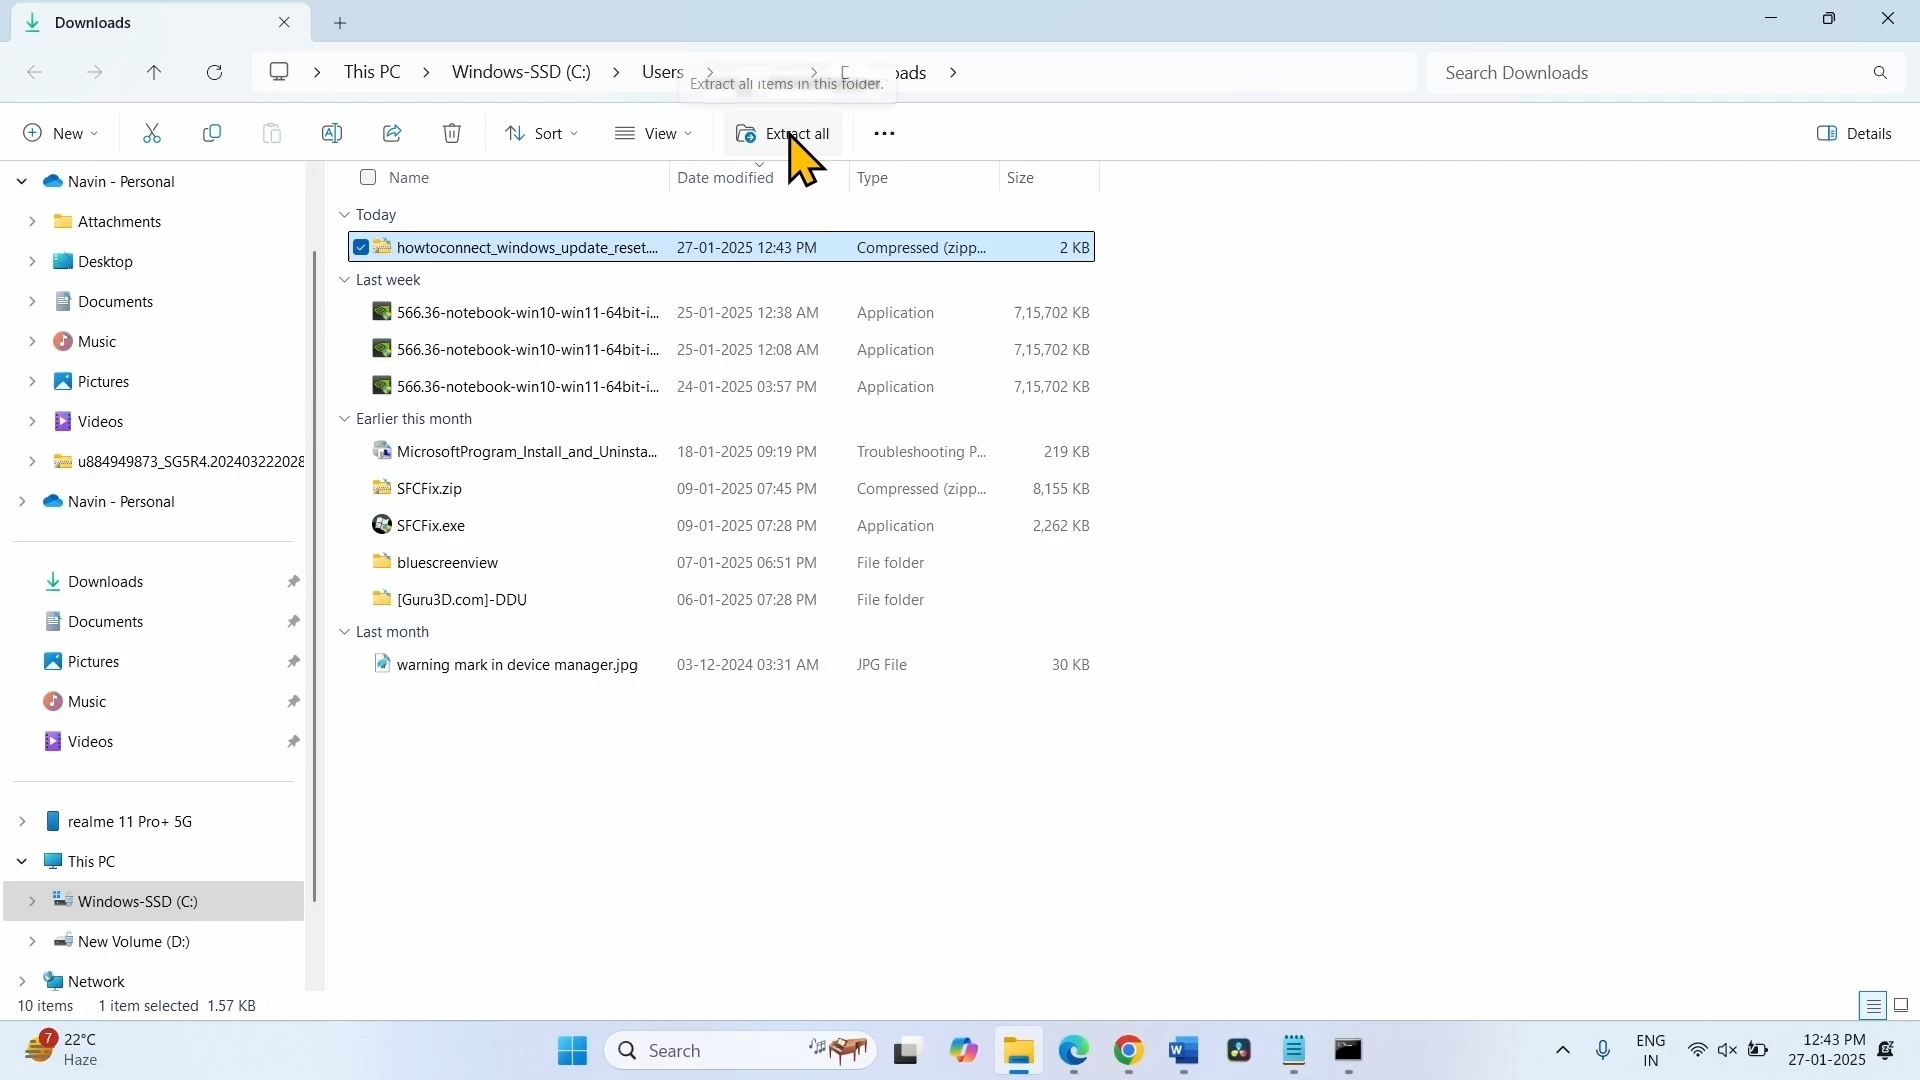 Downloads
This PC
Windows-SSD (C:)
Users
oads
Search Downloads
Extract all items in this folder.
New
Sort
View
Extract all
Details
Name
Date modified
Type
Size
Navin - Personal
Attachments
Desktop
Documents
Music
Pictures
Videos
u884949873_SG5R4.202403222028
Navin - Personal
Downloads
Documents
Pictures
Music
Videos
realme 11 Pro+ 5G
This PC
Windows-SSD (C:)
New Volume (D:)
Network
Today
howtoconnect_windows_update_reset.... 27-01-2025 12:43 PM Compressed (zipp... 2 KB
Last week
566.36-notebook-win10-win11-64bit-i... 25-01-2025 12:38 AM Application 7,15,702 KB
566.36-notebook-win10-win11-64bit-i... 25-01-2025 12:08 AM Application 7,15,702 KB
566.36-notebook-win10-win11-64bit-i... 24-01-2025 03:57 PM Application 7,15,702 KB
Earlier this month
MicrosoftProgram_Install_and_Uninsta... 18-01-2025 09:19 PM Troubleshooting P... 219 KB
SFCFix.zip 09-01-2025 07:45 PM Compressed (zipp... 8,155 KB
SFCFix.exe 09-01-2025 07:28 PM Application 2,262 KB
bluescreenview 07-01-2025 06:51 PM File folder
[Guru3D.com]-DDU 06-01-2025 07:28 PM File folder
Last month
warning mark in device manager.jpg 03-12-2024 03:31 AM JPG File 30 KB
10 items 1 item selected 1.57 KB
7
22°C
Haze
Search
ENG
IN
12:43 PM
27-01-2025